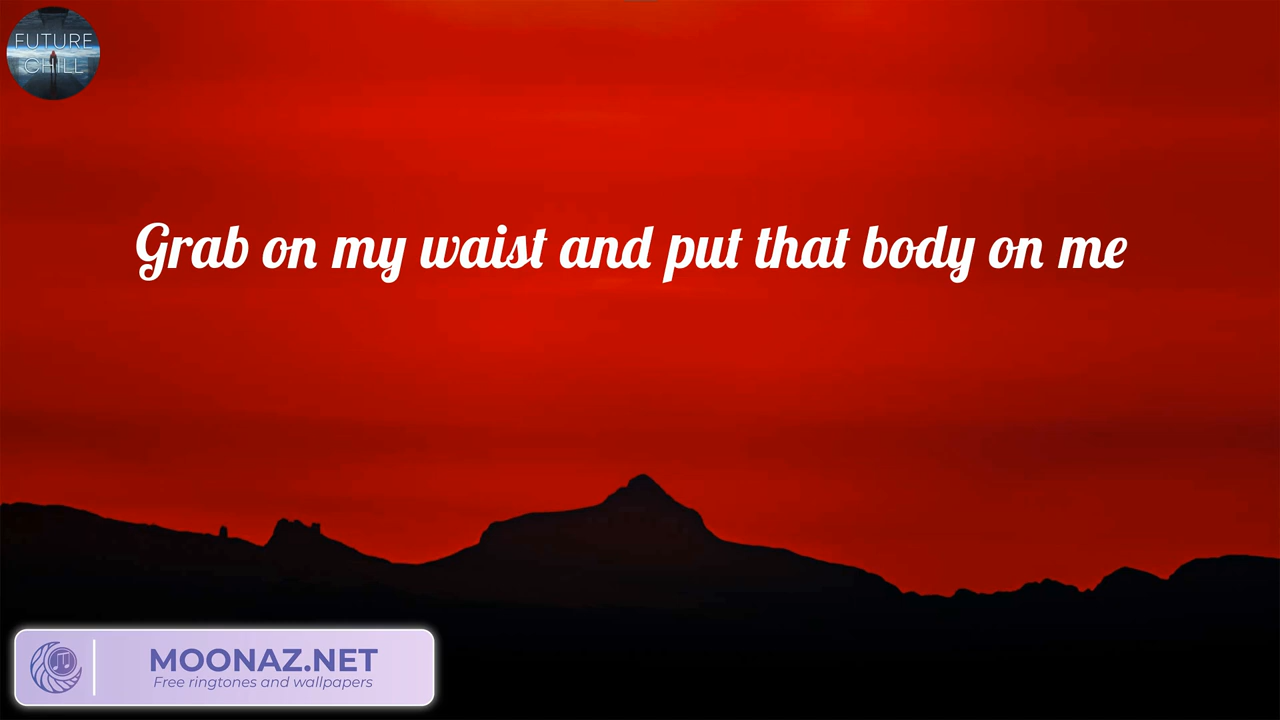 FUTURE
CHILL
Grab on my waist and put that body on me
MOONAZ.NET
Free ringtones and wallpapers